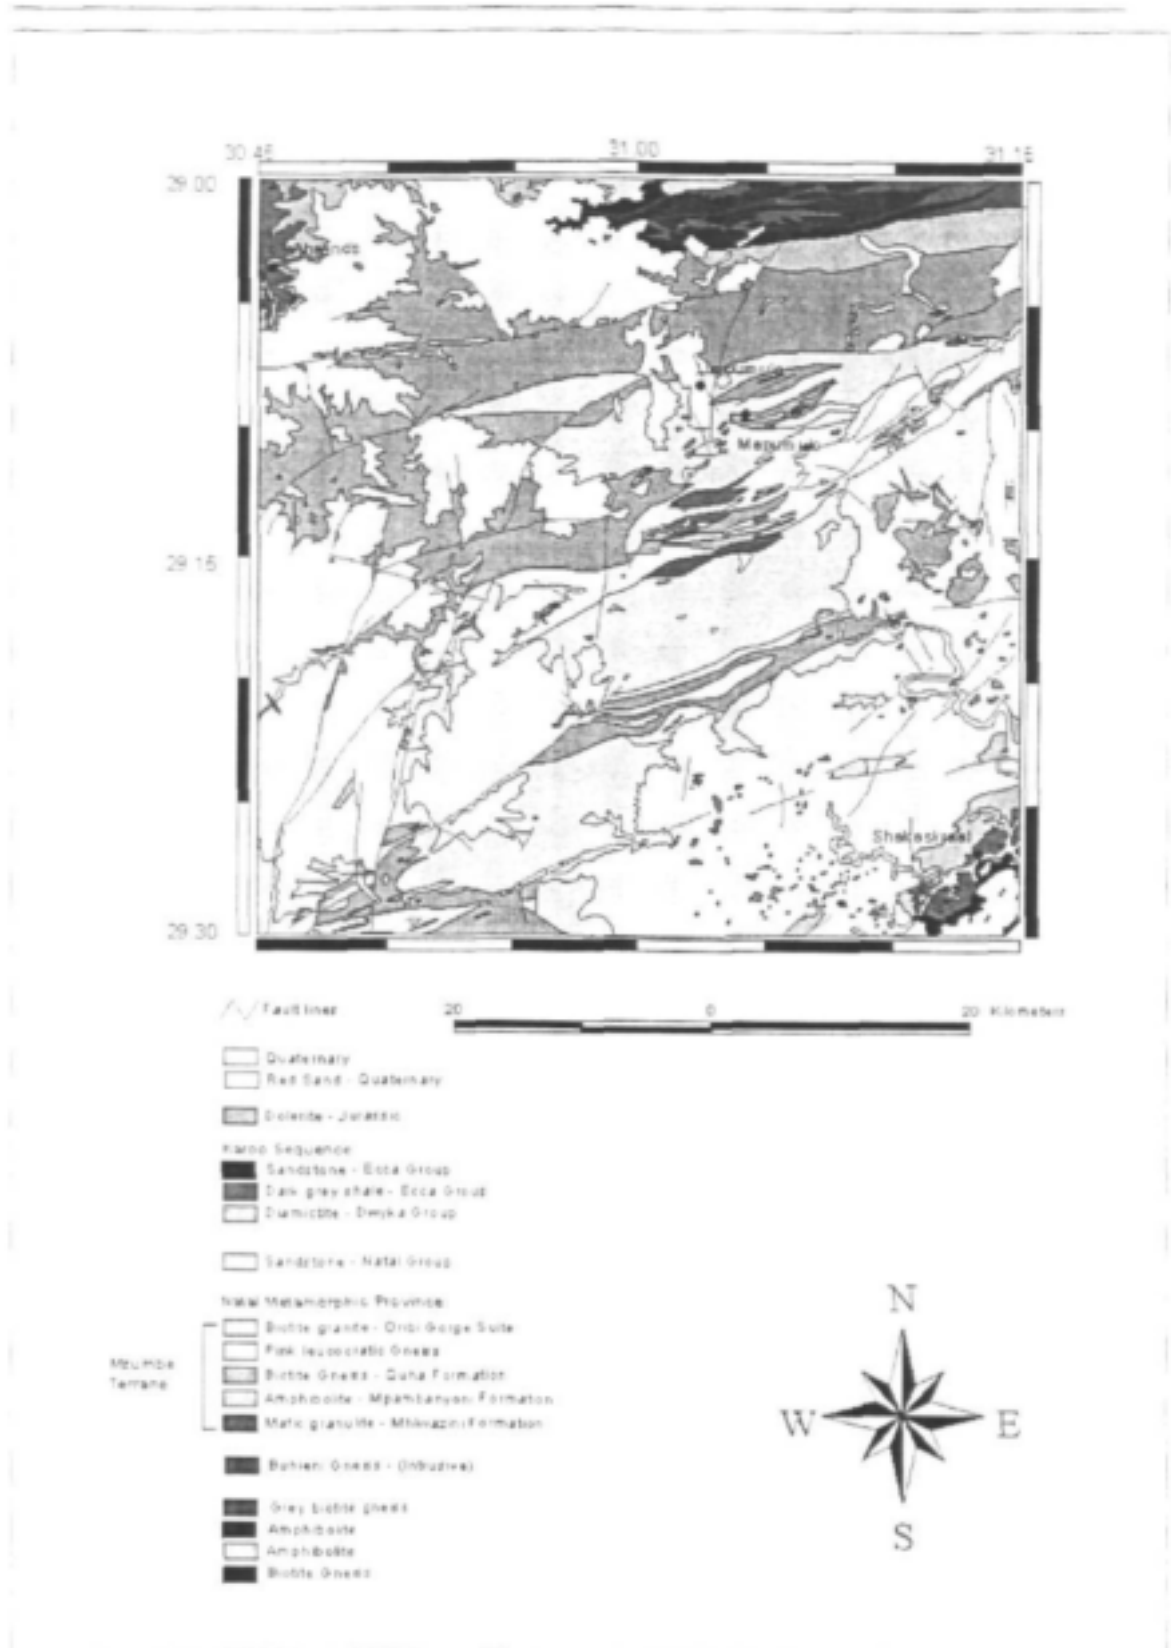 30.45 31.00 31.15
29.00
Mapumulo
29.15
Shakaskraal
29.30
Fault lines
20 0 20 Kilometers
Quaternary
Red Sand - Quaternary
Dolerite - Jurassic
Karoo Sequence
Sandstone - Ecca Group
Dark grey shale - Ecca Group
Diamictite - Dwyka Group
Sandstone - Natal Group
Natal Metamorphic Province
Mzumbe
Terrane
Biotite granite - Oribi Gorge Suite
Pink leucocratic Gneiss
Biotite Gneiss - Quha Formation
Amphibolite - Mpambanyoni Formation
Mafic granulite - Mhlwazini Formation
Buhleni Gneiss - (Intrusive)
Grey biotite gneiss
Amphibolite
Amphibolite
Biotite Gneiss
N
W E
S